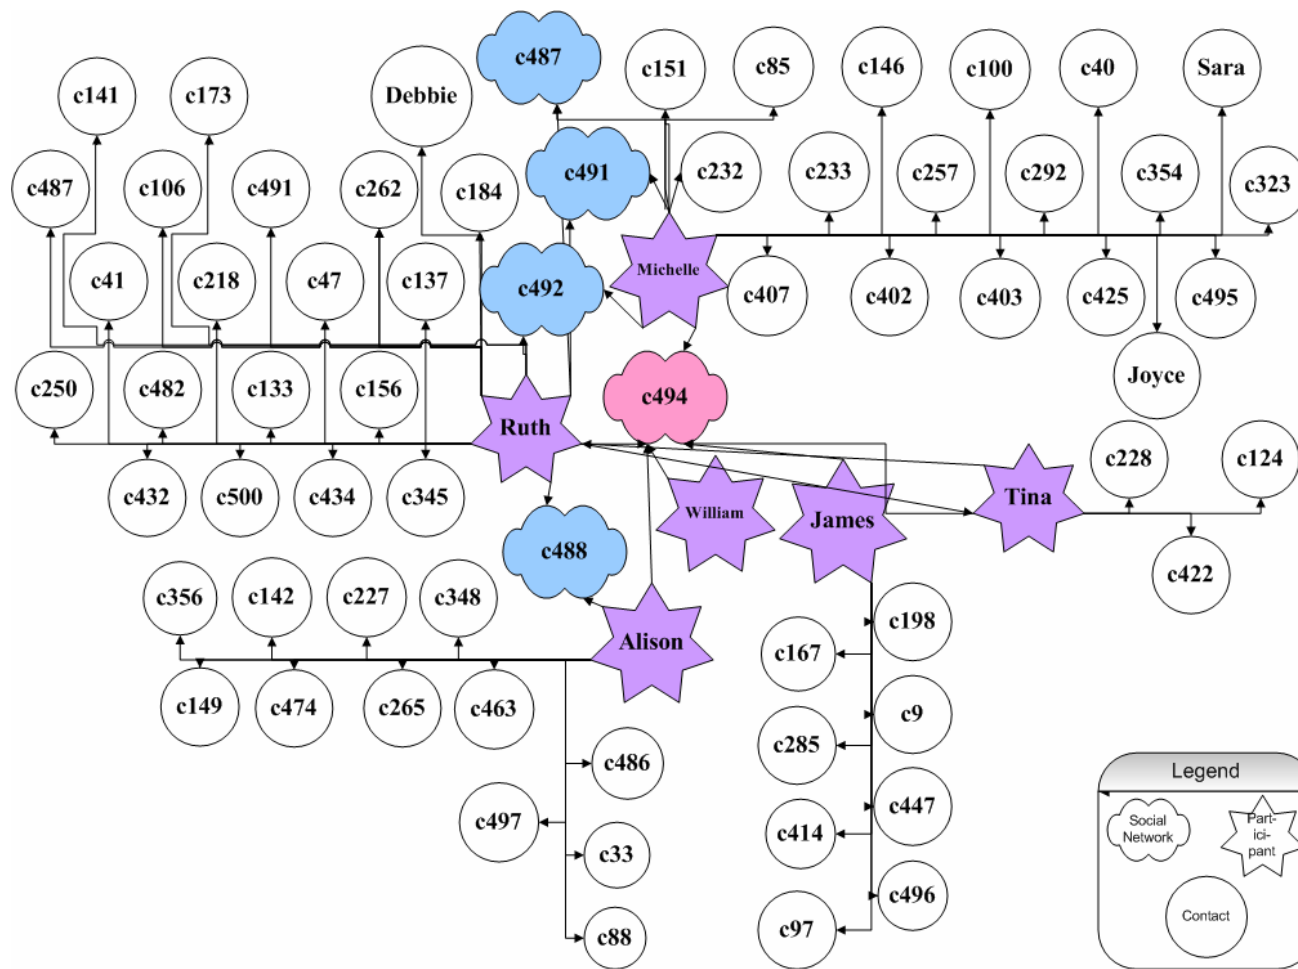 c487
c151
c85
c146
c100
c40
Sara
c141
c173
Debbie
c487
c106
c491
c262
c184
c491
c232
c233
c257
c292
c354
c323
c41
c218
c47
c137
c492
Michelle
c407
c402
c403
c425
c495
c250
c482
c133
c156
c494
Joyce
Ruth
c432
c500
c434
c345
William
James
Tina
c228
c124
c422
c488
c356
c142
c227
c348
Alison
c149
c474
c265
c463
c198
c167
c9
c285
c486
c447
c497
c414
c33
c496
c97
c88
Legend
Social
Network
Part-
ici-
pant
Contact